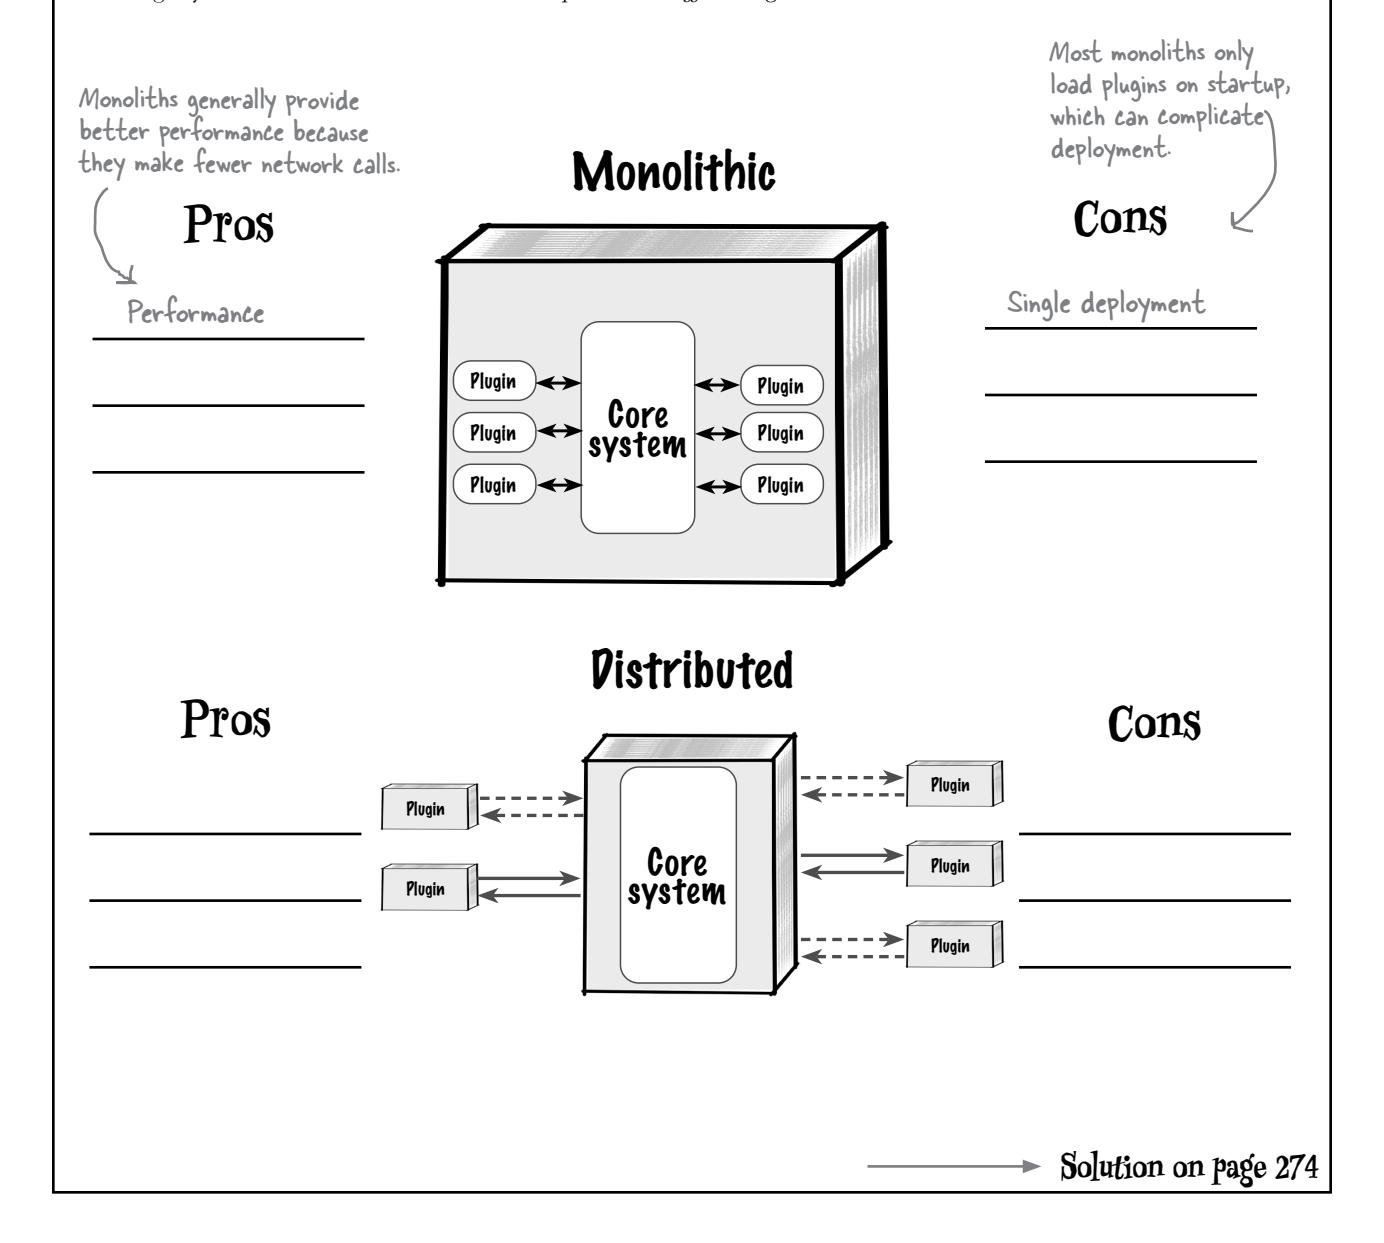 Most monoliths only
load plugins on startup,
which can complicate
deployment.
Monoliths generally provide
better performance because
they make fewer network calls.
Monolithic
Pros
Cons
Performance
Single deployment
Plugin
Plugin
Plugin
Core
system
Plugin
Plugin
Plugin
Distributed
Pros
Cons
Plugin
Plugin
Core
system
Plugin
Plugin
Plugin
Solution on page 274